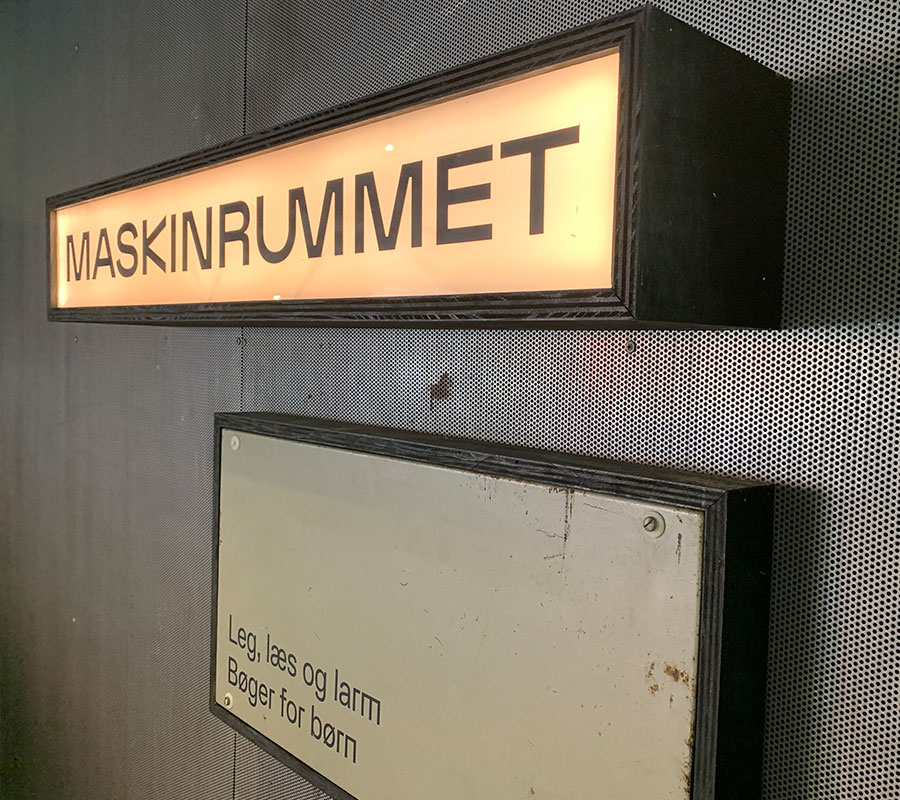 MASKINRUMMET
Leg, læs og larm
Bøger for børn